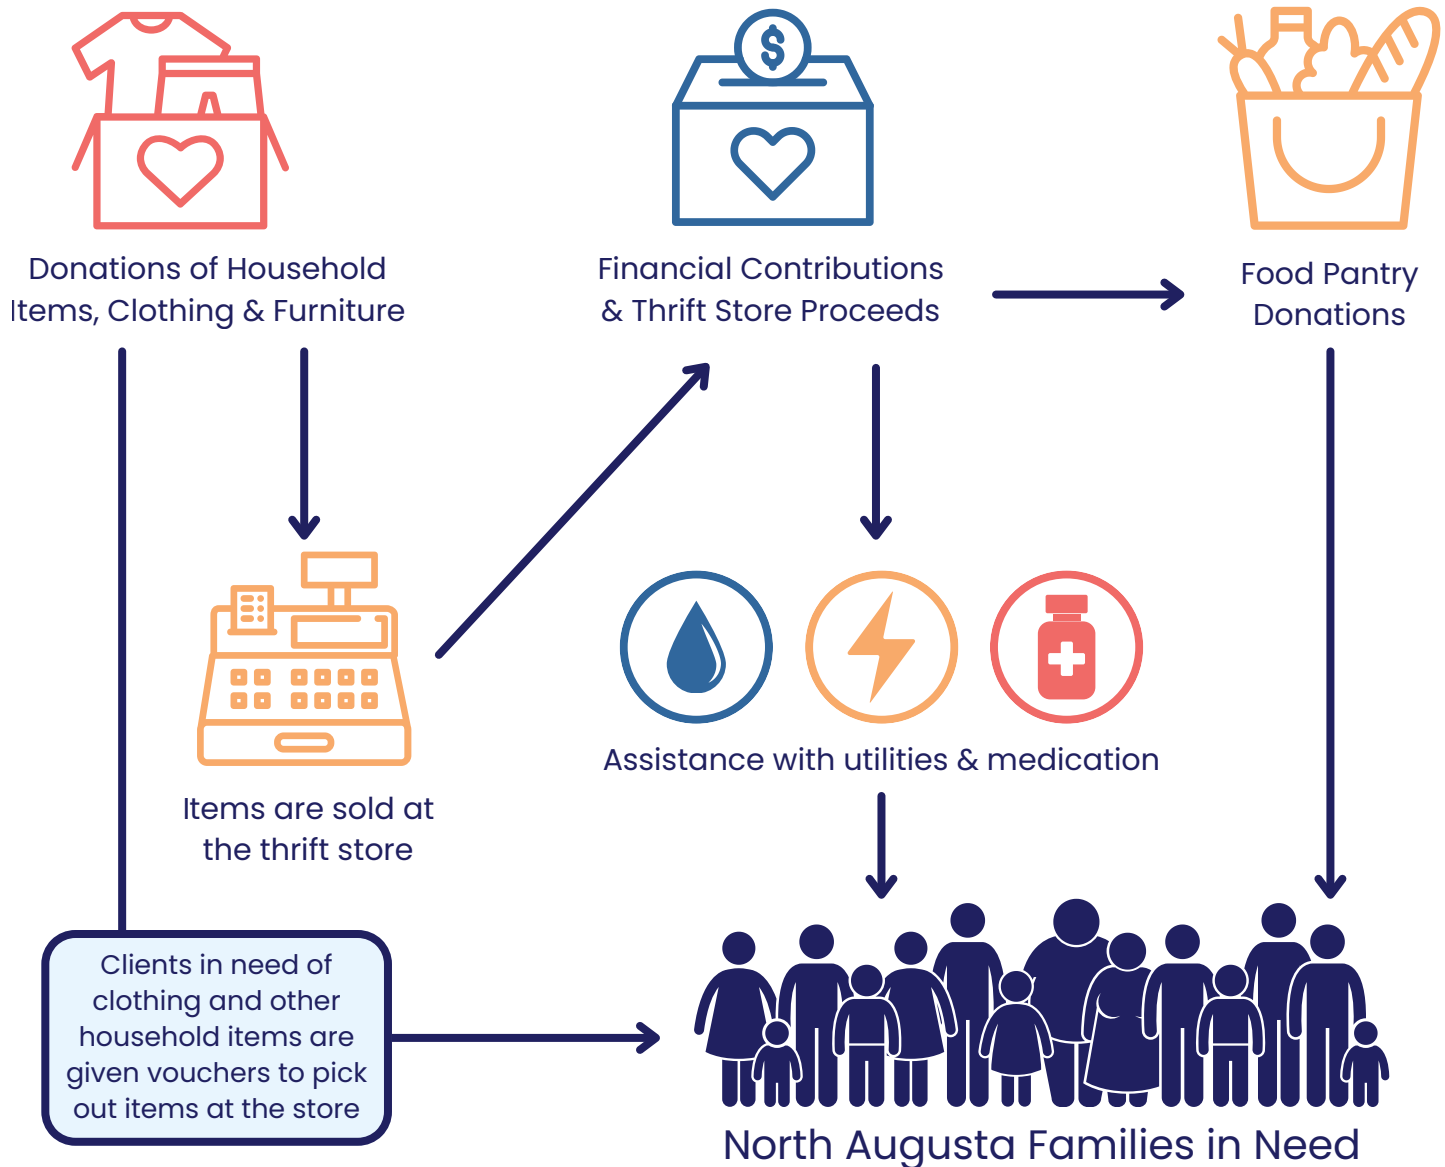 Donations of Household
Items, Clothing & Furniture
Financial Contributions
& Thrift Store Proceeds
Food Pantry
Donations
$
Items are sold at
the thrift store
Assistance with utilities & medication
Clients in need of
clothing and other
household items are
given vouchers to pick
out items at the store
North Augusta Families in Need